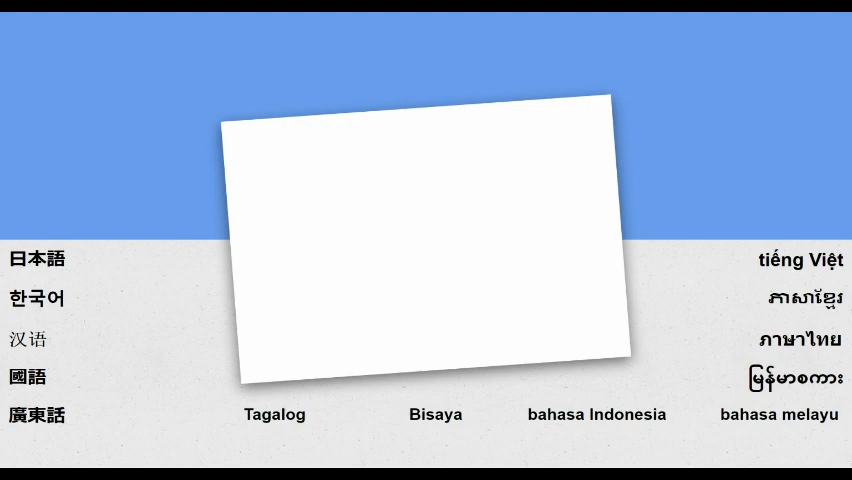 日本語
한국어
汉语
國語
廣東話
Tagalog
Bisaya
bahasa Indonesia
bahasa melayu
tiếng Việt
ភាសាខ្មែរ
ภาษาไทย
မြန်မာစကား